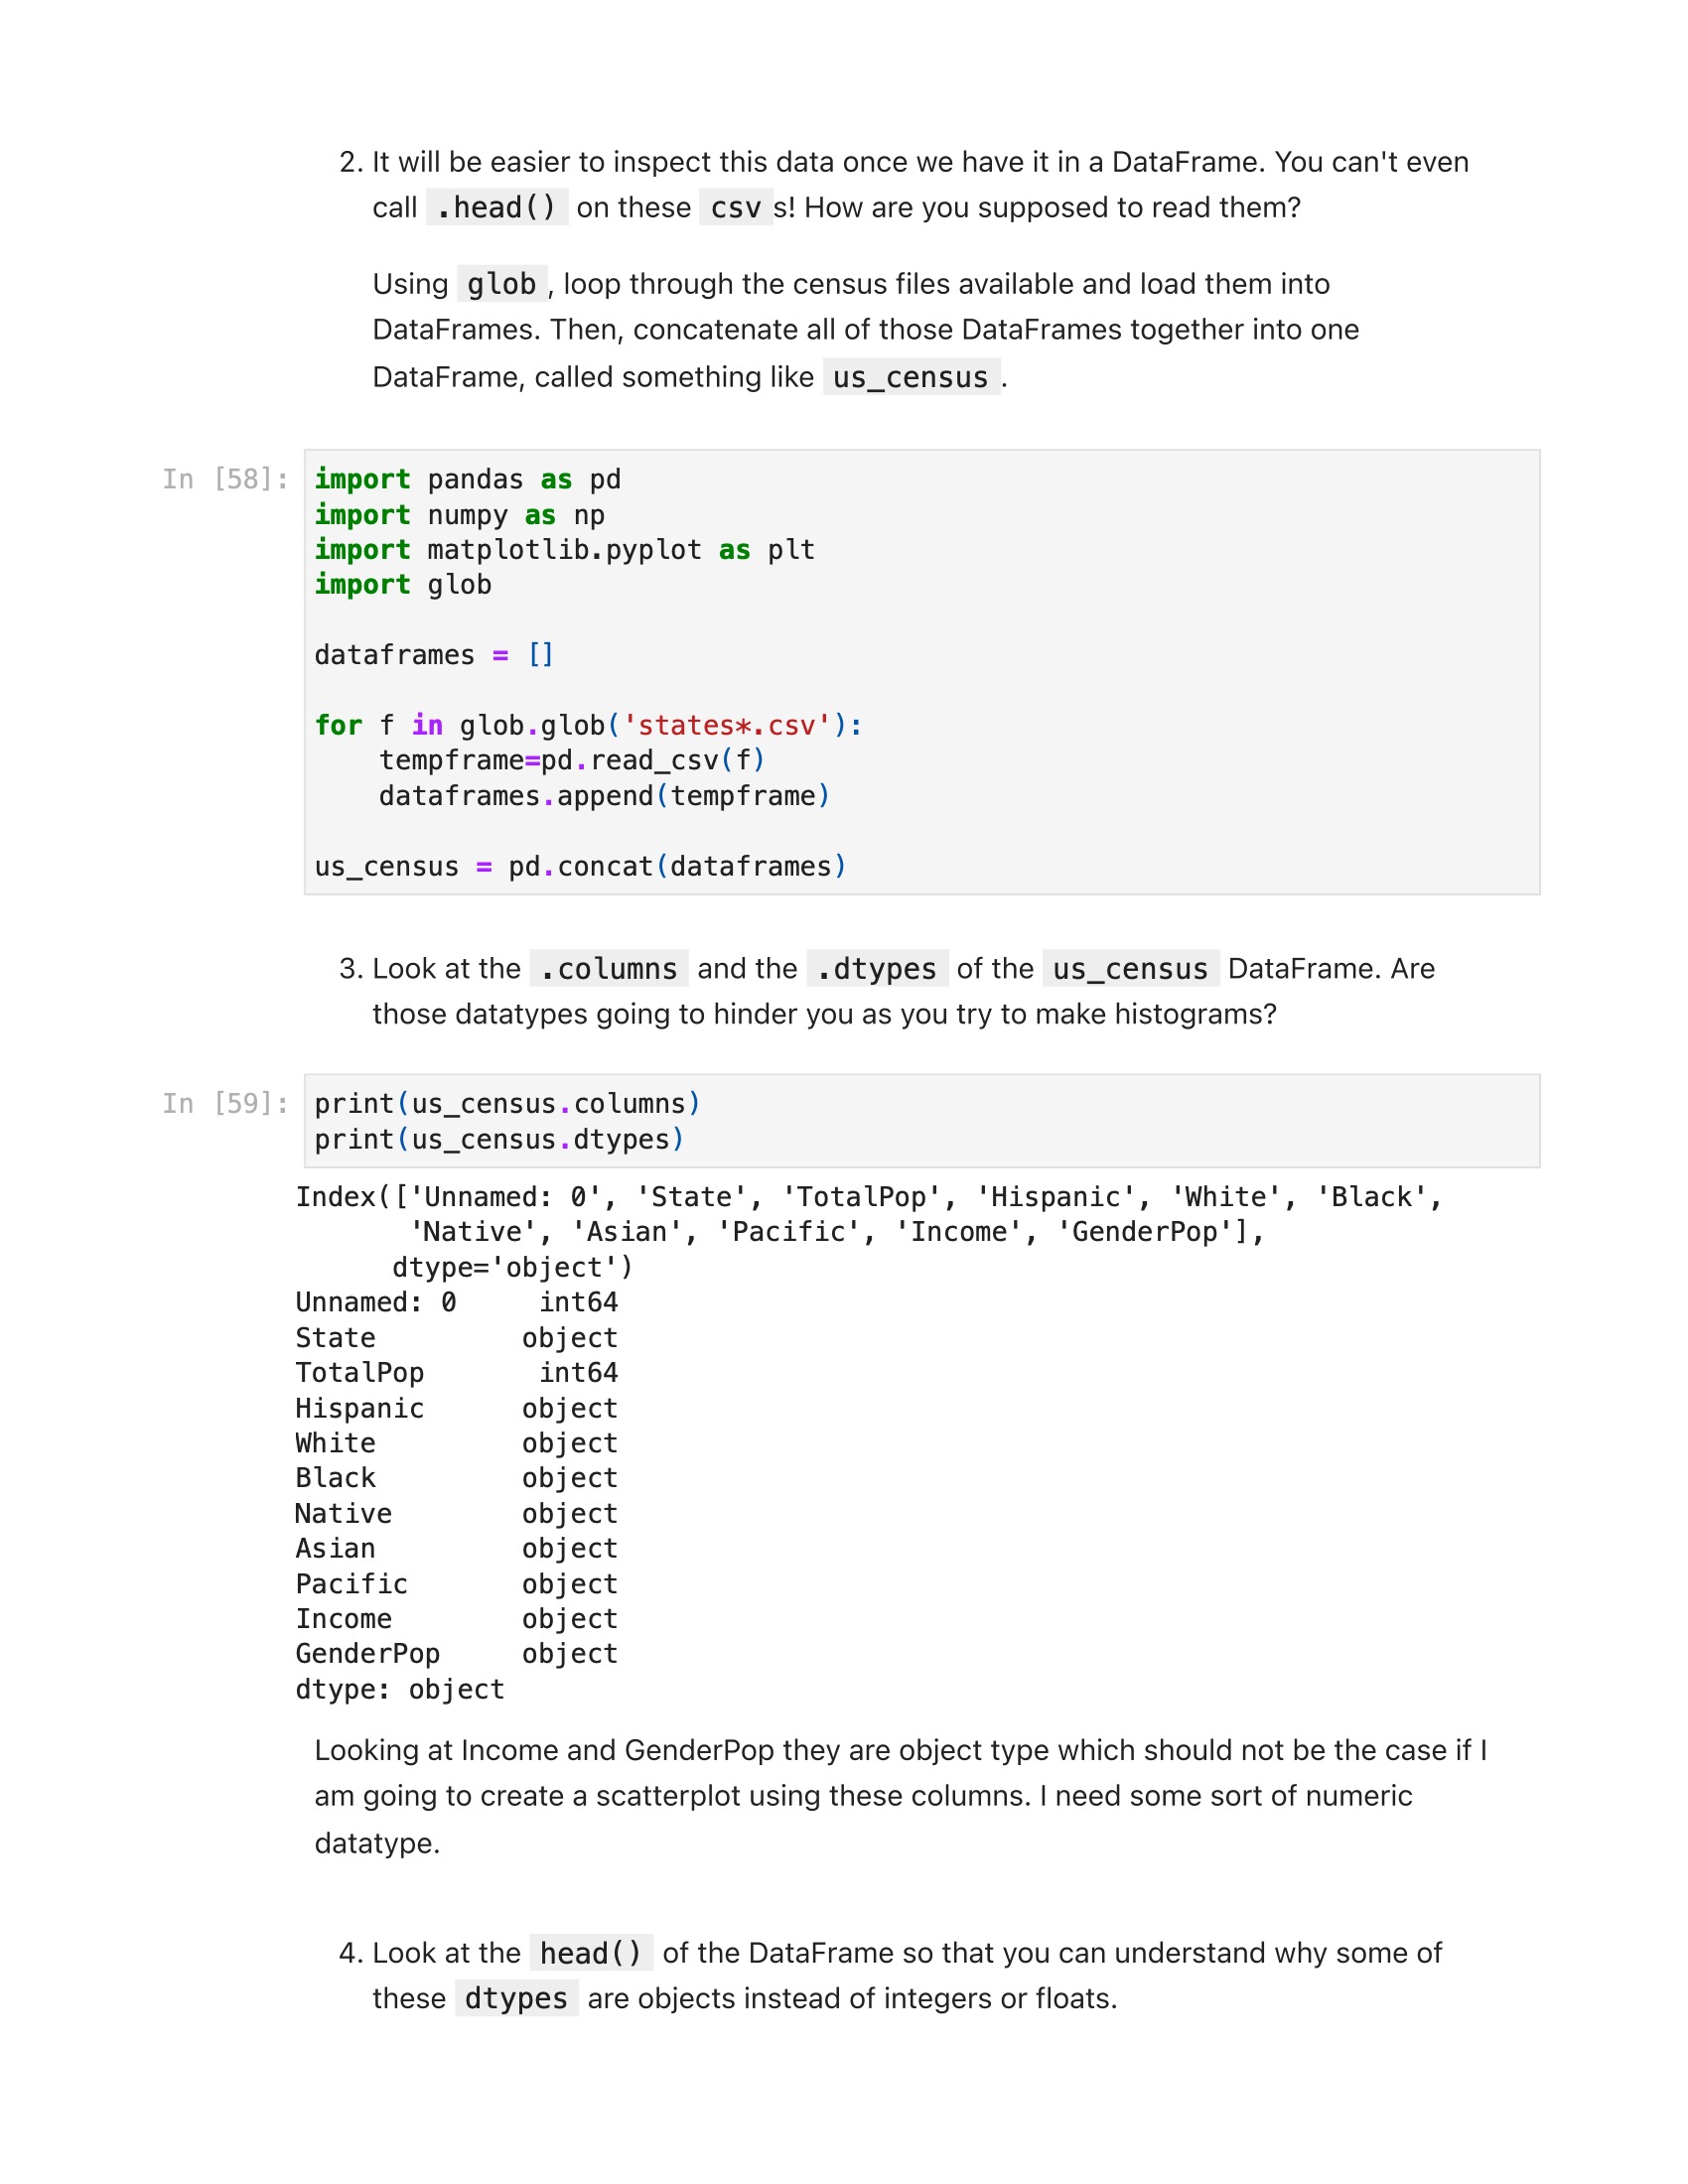 2. It will be easier to inspect this data once we have it in a DataFrame. You can't even
call .head() on these csv s! How are you supposed to read them?
Using glob , loop through the census files available and load them into
DataFrames. Then, concatenate all of those DataFrames together into one
DataFrame, called something like us_census .
In [58]: import pandas as pd
import numpy as np
import matplotlib.pyplot as plt
import glob
dataframes = []
for f in glob.glob('states*.csv'):
    tempframe=pd.read_csv(f)
    dataframes.append(tempframe)
us_census = pd.concat(dataframes)
3. Look at the .columns and the .dtypes of the us_census DataFrame. Are
those datatypes going to hinder you as you try to make histograms?
In [59]: print(us_census.columns)
print(us_census.dtypes)
Index(['Unnamed: 0', 'State', 'TotalPop', 'Hispanic', 'White', 'Black',
       'Native', 'Asian', 'Pacific', 'Income', 'GenderPop'],
      dtype='object')
Unnamed: 0     int64
State         object
TotalPop       int64
Hispanic      object
White         object
Black         object
Native        object
Asian         object
Pacific       object
Income        object
GenderPop     object
dtype: object
Looking at Income and GenderPop they are object type which should not be the case if I
am going to create a scatterplot using these columns. I need some sort of numeric
datatype.
4. Look at the head() of the DataFrame so that you can understand why some of
these dtypes are objects instead of integers or floats.